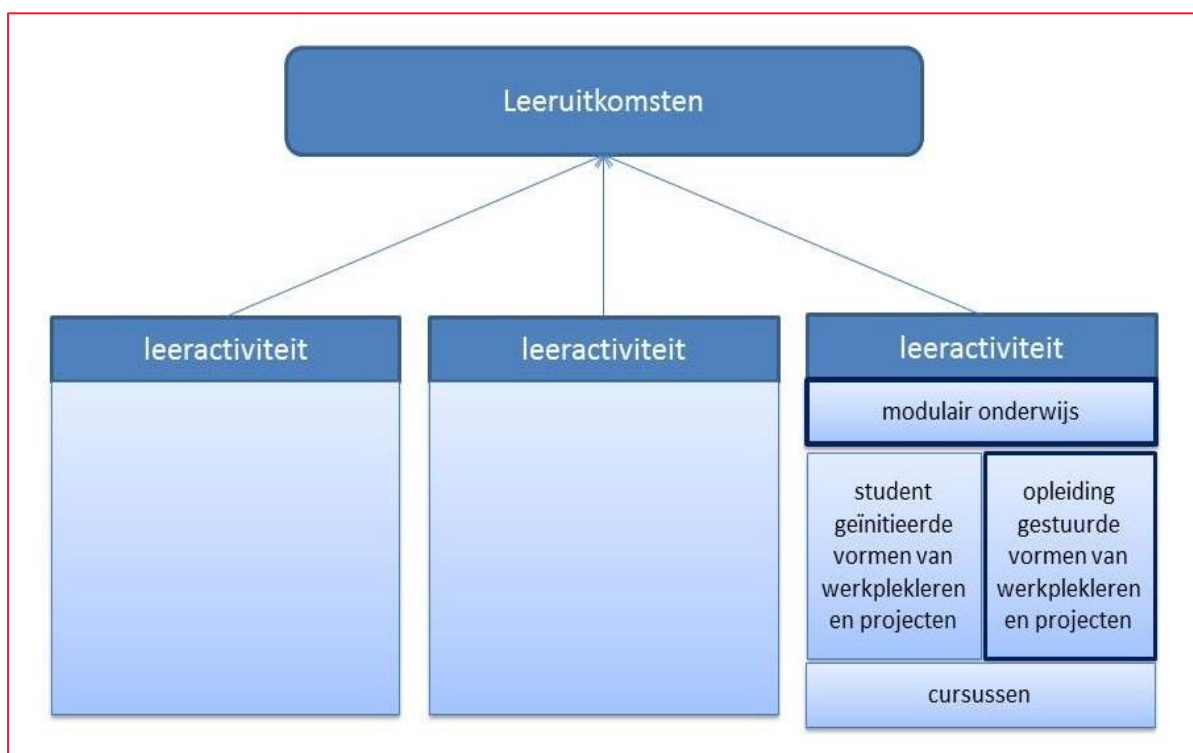 Leeruitkomsten
leeractiviteit
leeractiviteit
leeractiviteit
modulair onderwijs
student
geïnitieerde
vormen van
werkplekleren
en projecten
opleiding
gestuurde
vormen van
werkplekleren
en projecten
cursussen